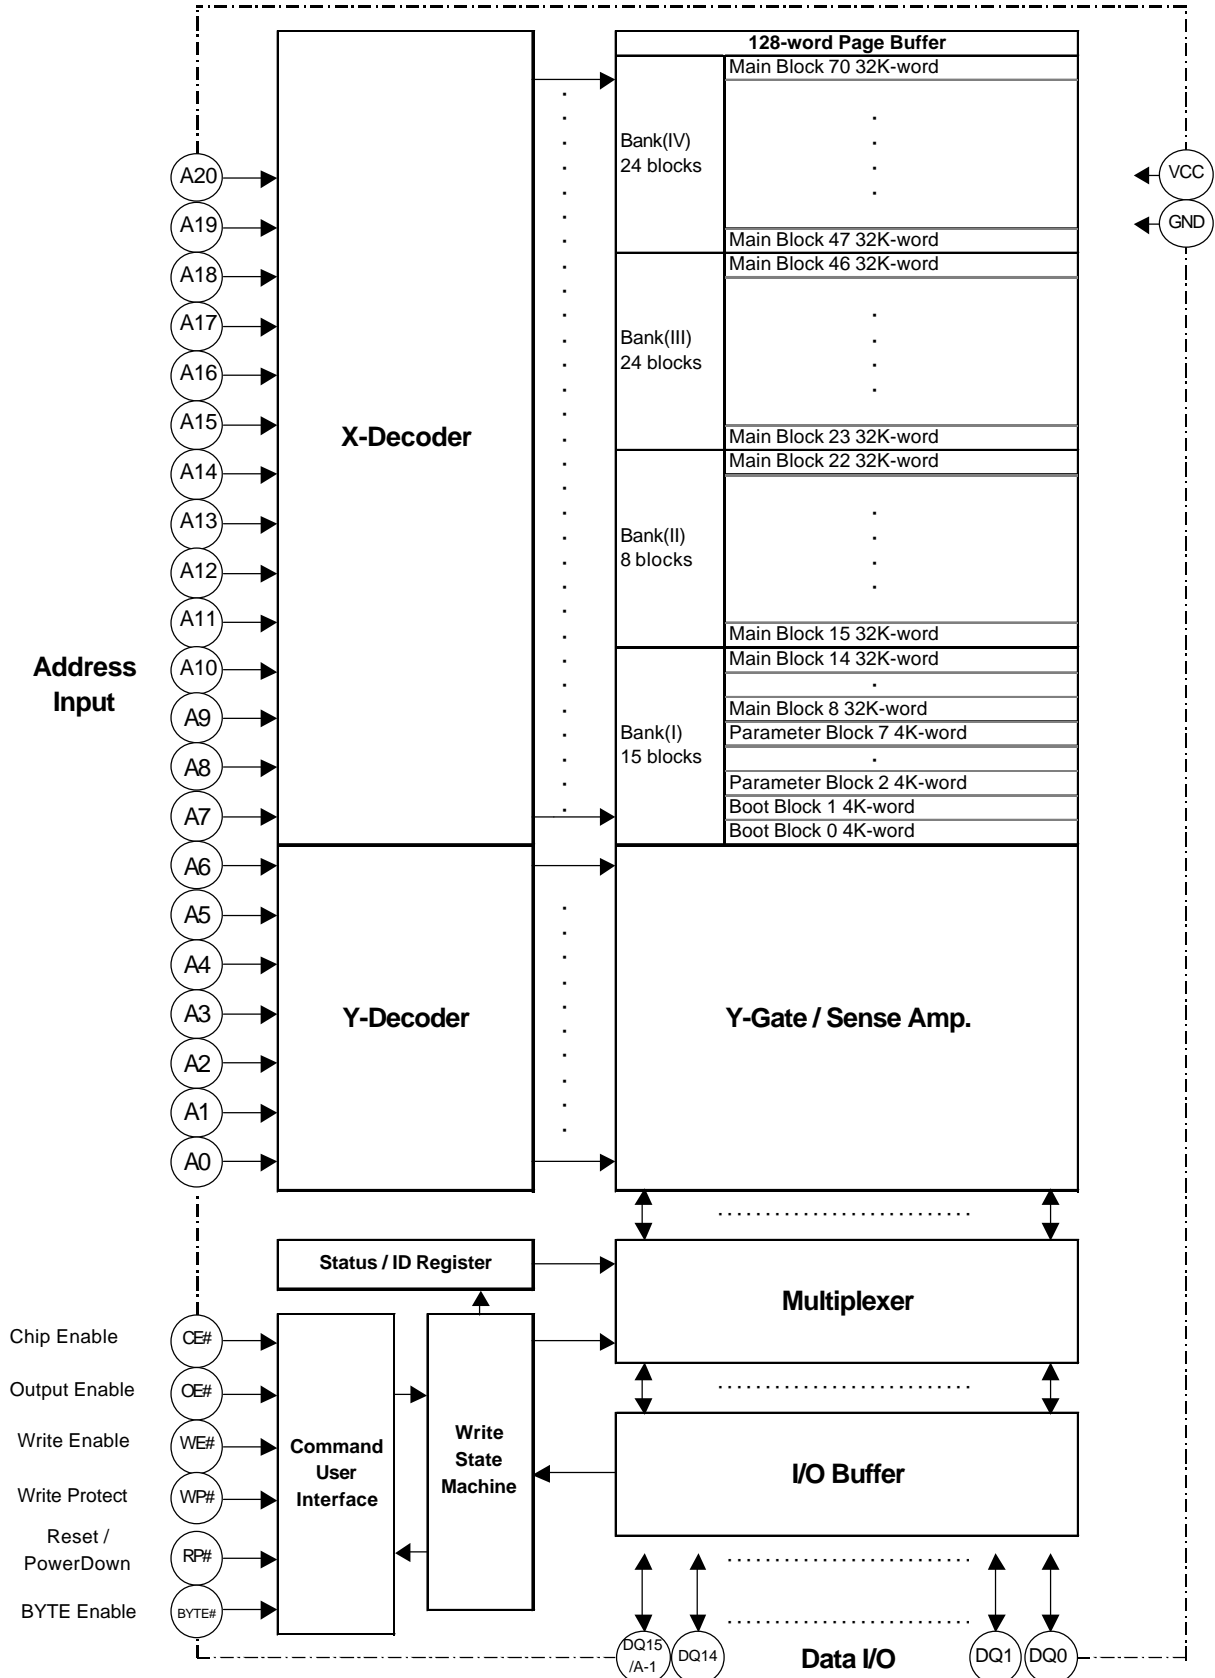 128-word Page Buffer
Main Block 70 32K-word
Bank(IV)
24 blocks
Main Block 47 32K-word
Main Block 46 32K-word
Bank(III)
24 blocks
Main Block 23 32K-word
Main Block 22 32K-word
Bank(II)
8 blocks
Main Block 15 32K-word
Main Block 14 32K-word
Main Block 8 32K-word
Bank(I)
15 blocks
Parameter Block 7 4K-word
Parameter Block 2 4K-word
Boot Block 1 4K-word
Boot Block 0 4K-word
VCC
GND
A20
A19
A18
A17
A16
A15
A14
A13
A12
A11
A10
A9
A8
A7
A6
A5
A4
A3
A2
A1
A0
Address
Input
X-Decoder
Y-Decoder
Y-Gate / Sense Amp.
Status / ID Register
Multiplexer
Chip Enable
CE#
Output Enable
OE#
Write Enable
WE#
Write Protect
WP#
Reset /
PowerDown
RP#
BYTE Enable
BYTE#
Command
User
Interface
Write
State
Machine
I/O Buffer
DQ15
/A-1
DQ14
Data I/O
DQ1
DQ0